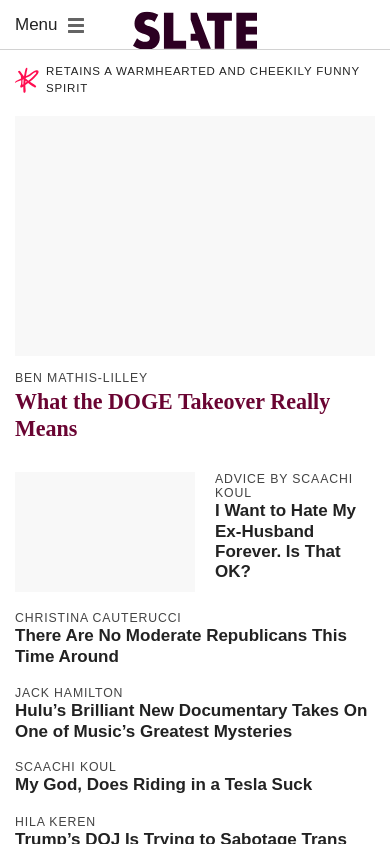 Menu
SLATE
RETAINS A WARMHEARTED AND CHEEKILY FUNNY
SPIRIT
BEN MATHIS-LILLEY
What the DOGE Takeover Really
Means
ADVICE BY SCAACHI
KOUL
I Want to Hate My
Ex-Husband
Forever. Is That
OK?
CHRISTINA CAUTERUCCI
There Are No Moderate Republicans This
Time Around
JACK HAMILTON
Hulu’s Brilliant New Documentary Takes On
One of Music’s Greatest Mysteries
SCAACHI KOUL
My God, Does Riding in a Tesla Suck
HILA KEREN
Trump’s DOJ Is Trying to Sabotage Trans